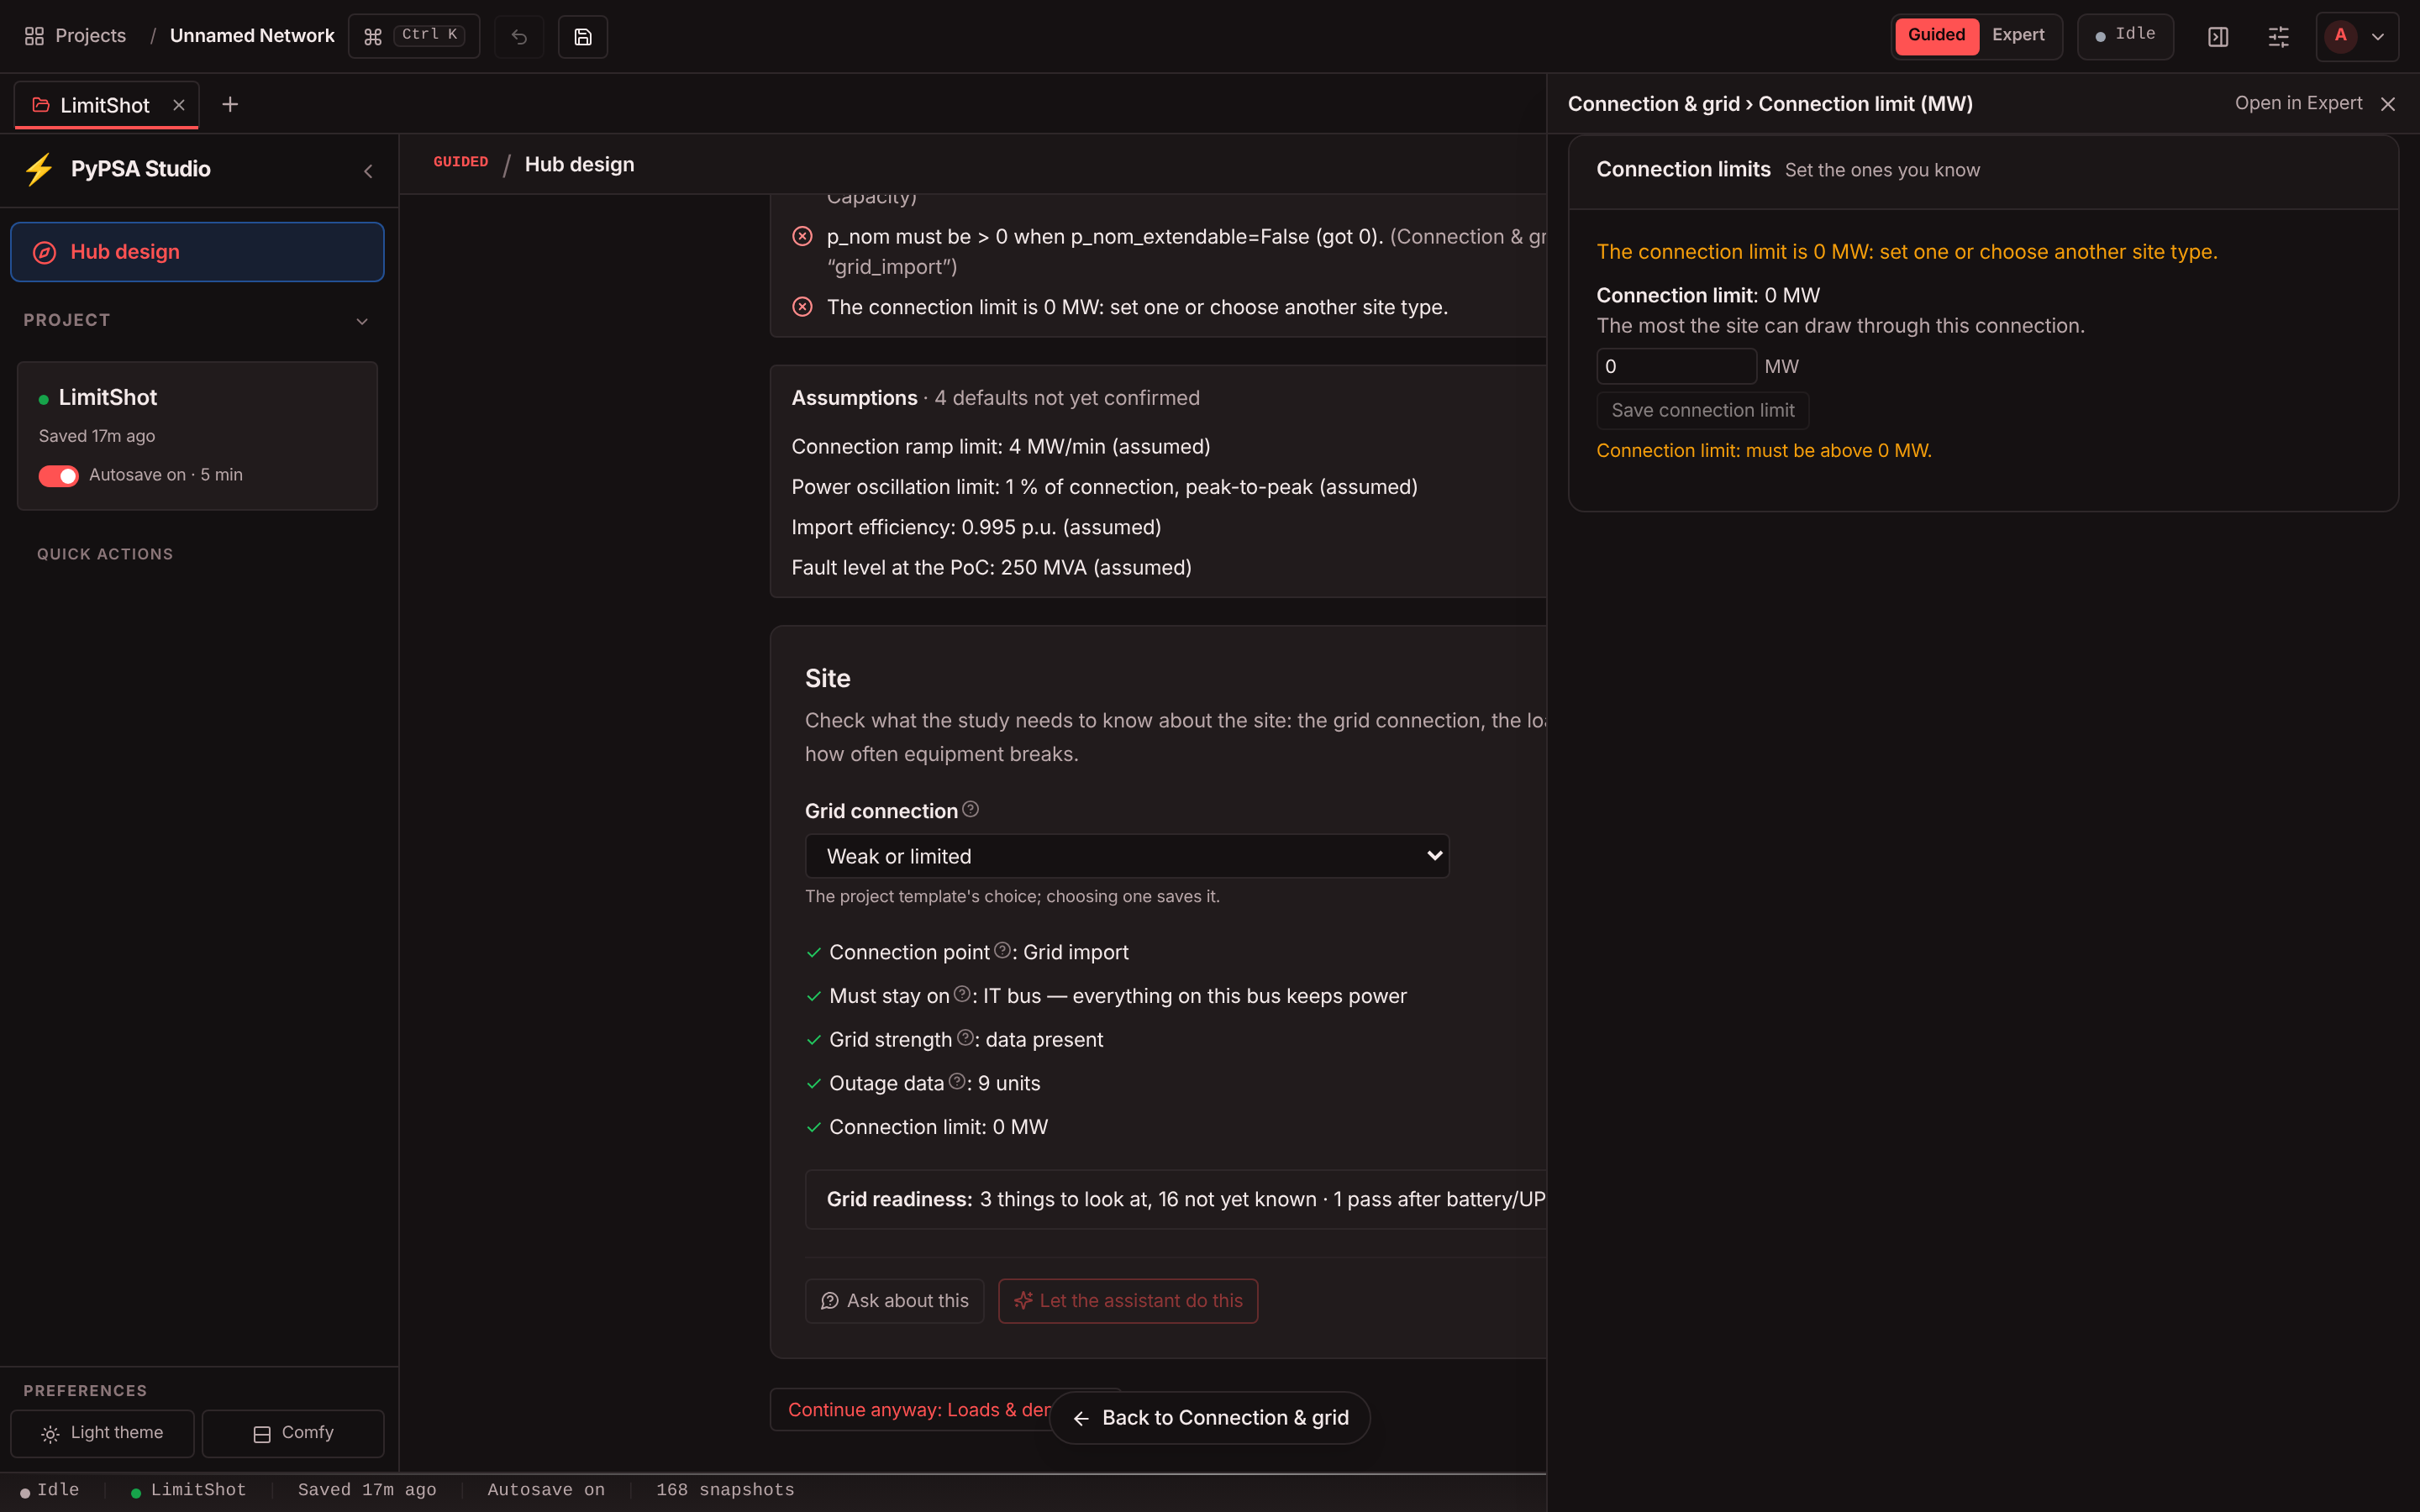 Projects / Unnamed Network Ctrl K
Guided Expert Idle A
LimitShot
Connection & grid › Connection limit (MW) Open in Expert
PyPSA Studio
Hub design
PROJECT
LimitShot
Saved 17m ago
Autosave on · 5 min
QUICK ACTIONS
PREFERENCES
Light theme Comfy
GUIDED / Hub design
Capacity)
p_nom must be > 0 when p_nom_extendable=False (got 0). (Connection & gr
“grid_import”)
The connection limit is 0 MW: set one or choose another site type.
Assumptions · 4 defaults not yet confirmed
Connection ramp limit: 4 MW/min (assumed)
Power oscillation limit: 1 % of connection, peak-to-peak (assumed)
Import efficiency: 0.995 p.u. (assumed)
Fault level at the PoC: 250 MVA (assumed)
Site
Check what the study needs to know about the site: the grid connection, the loa
how often equipment breaks.
Grid connection
Weak or limited
The project template's choice; choosing one saves it.
Connection point: Grid import
Must stay on: IT bus — everything on this bus keeps power
Grid strength: data present
Outage data: 9 units
Connection limit: 0 MW
Grid readiness: 3 things to look at, 16 not yet known · 1 pass after battery/UP
Ask about this Let the assistant do this
Continue anyway: Loads & der
Back to Connection & grid
Connection limits Set the ones you know
The connection limit is 0 MW: set one or choose another site type.
Connection limit: 0 MW
The most the site can draw through this connection.
0 MW
Save connection limit
Connection limit: must be above 0 MW.
Idle LimitShot Saved 17m ago Autosave on 168 snapshots